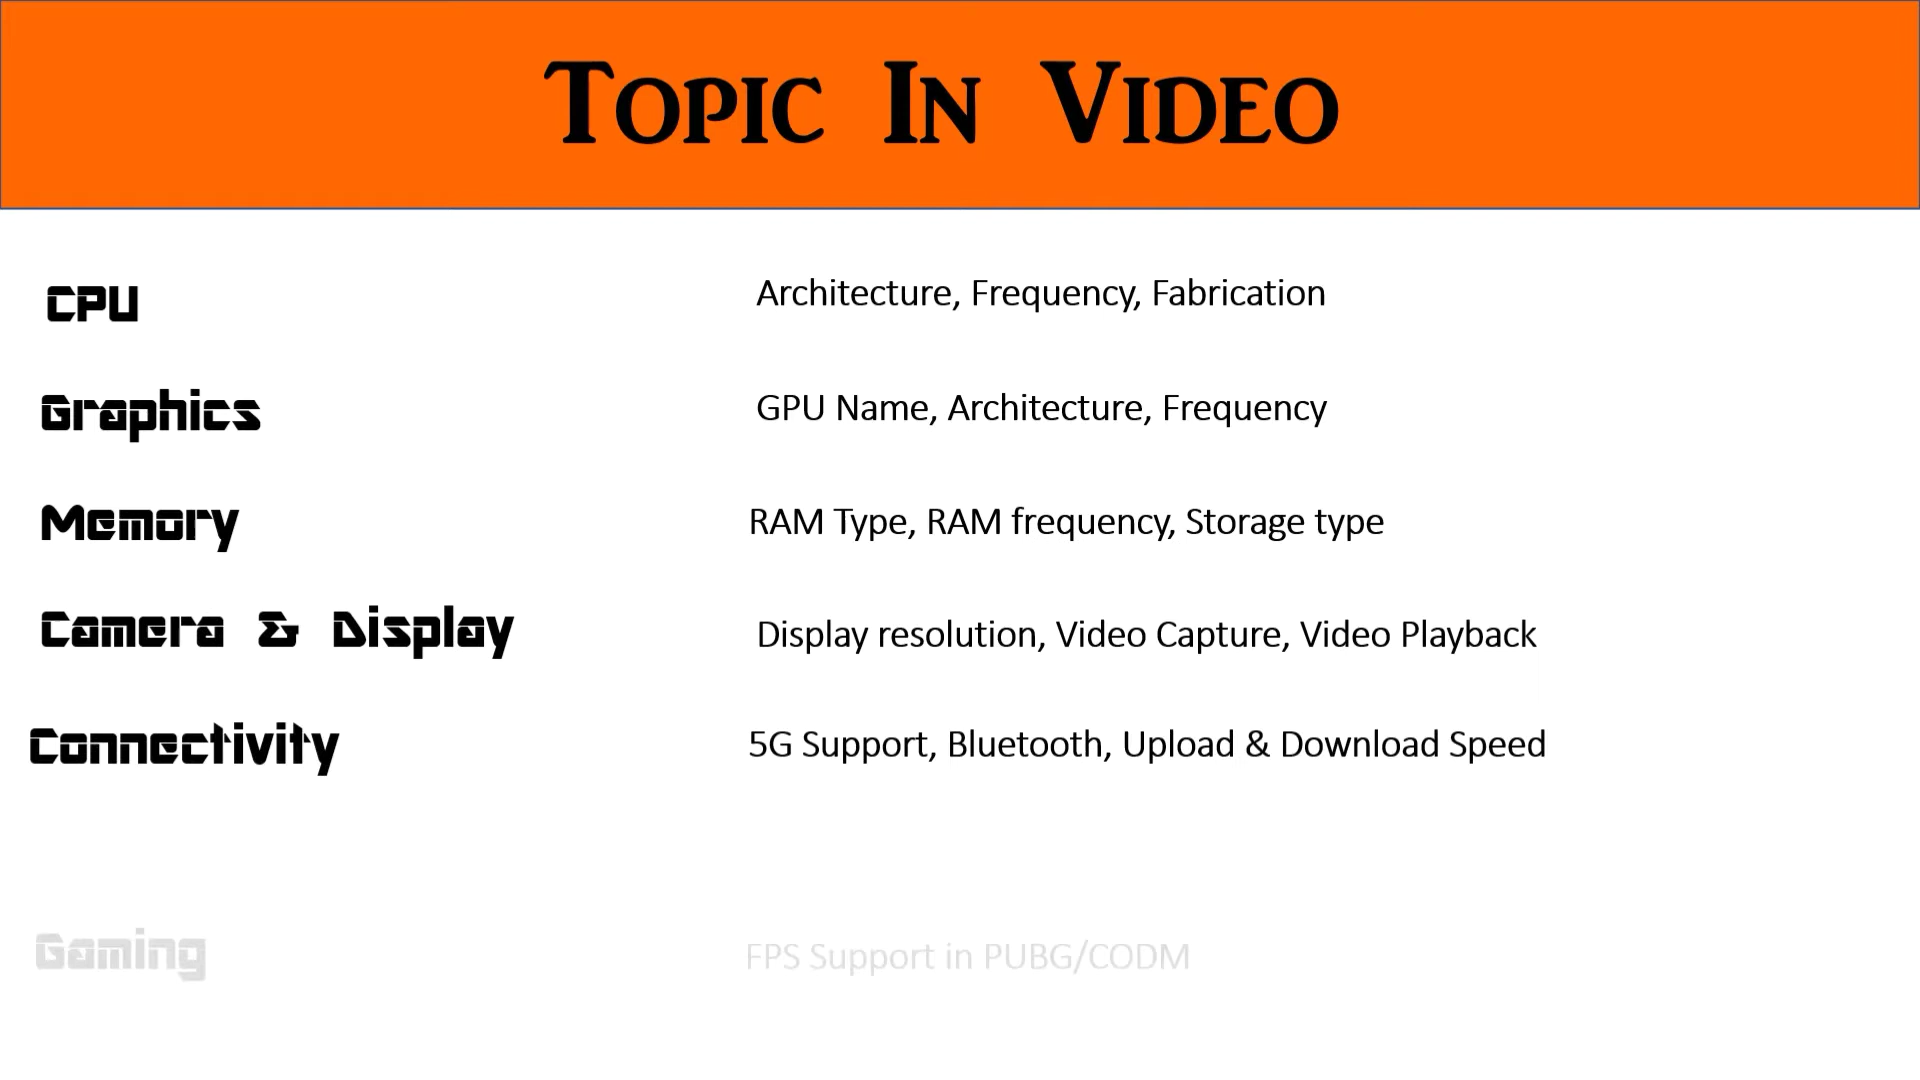 Topic In Video
CPU
Architecture, Frequency, Fabrication
Graphics
GPU Name, Architecture, Frequency
Memory
RAM Type, RAM frequency, Storage type
Camera & Display
Display resolution, Video Capture, Video Playback
Connectivity
5G Support, Bluetooth, Upload & Download Speed
Gaming
FPS Support in PUBG/CODM